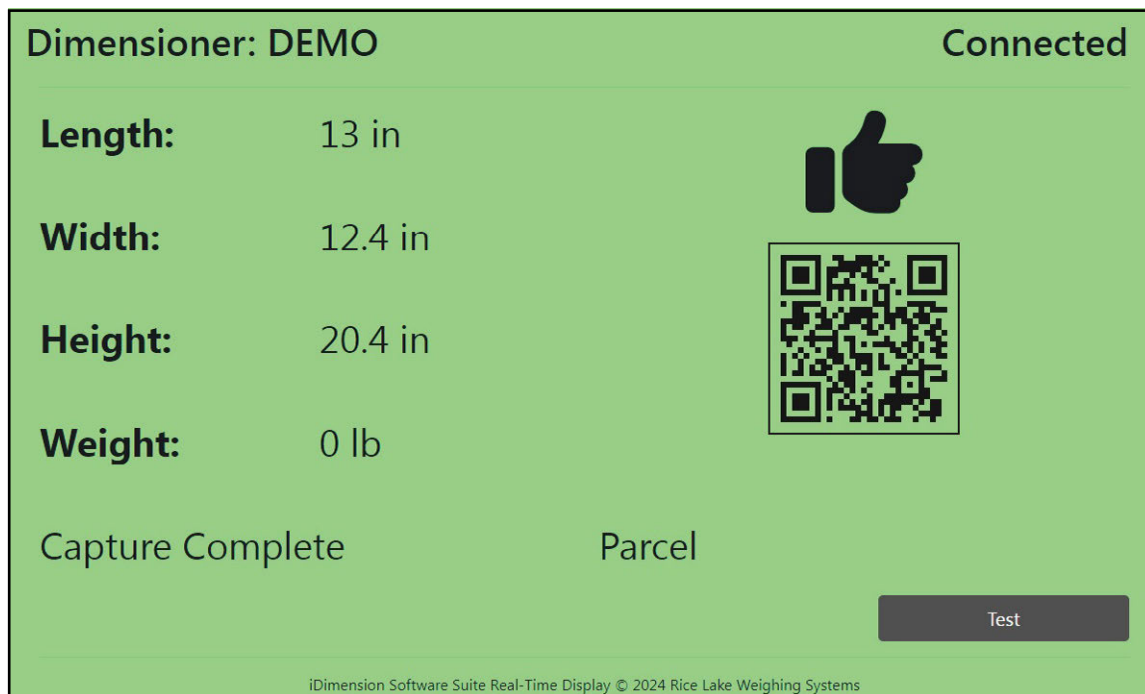 Dimensioner: DEMO Connected
Length: 13 in
Width: 12.4 in
Height: 20.4 in
Weight: 0 lb
Capture Complete Parcel
Test
iDimension Software Suite Real-Time Display © 2024 Rice Lake Weighing Systems